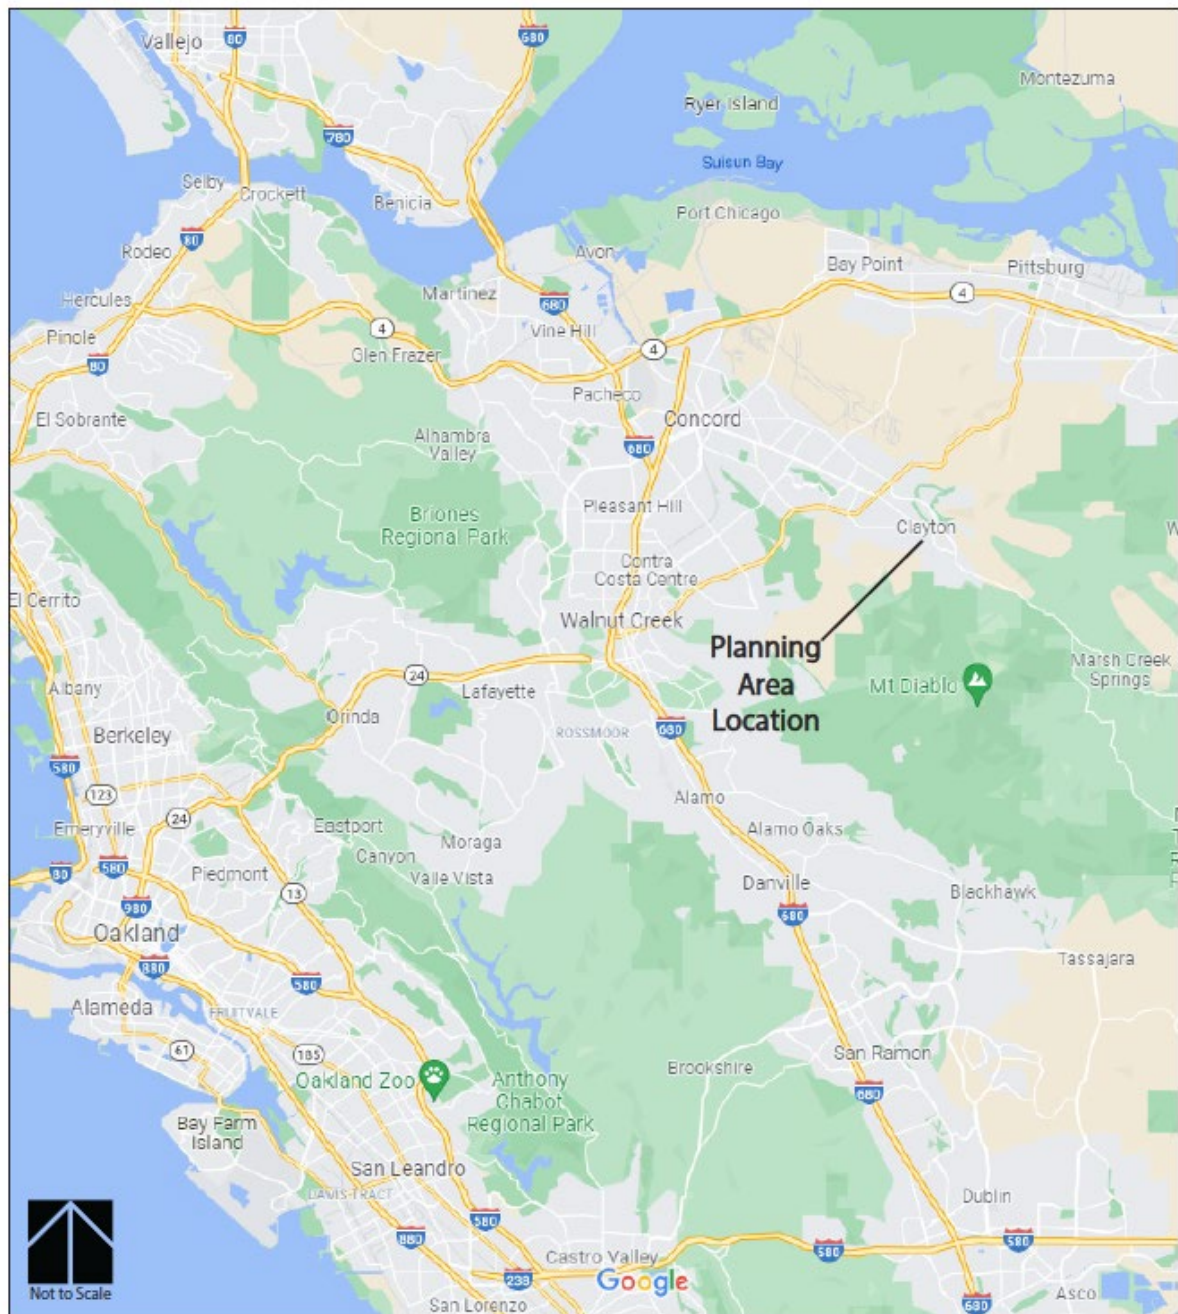 Vallejo
80
680
Montezuma
Ryer Island
780
Suisun Bay
Selby
Crockett
Benicia
Port Chicago
80
Rodeo
Avon
Bay Point
Pittsburg
Hercules
Martinez
680
4
Vine Hill
4
Pinole
4
Glen Frazer
80
Pacheco
El Sobrante
Concord
Alhambra
Valley
680
Pleasant Hill
Briones
Regional Park
Clayton
Contra
Costa Centre
El Cerrito
Walnut Creek
Planning
Area
Location
24
Marsh Creek
Springs
Albany
Lafayette
Mt Diablo
Orinda
Berkeley
ROSSMOOR
680
580
123
Alamo
24
Emeryville
Eastport
Alamo Oaks
Moraga
Canyon
80
580
Piedmont
Valle Vista
Danville
13
Blackhawk
980
680
Oakland
880
Tassajara
580
Alameda
FRUITVALE
61
185
San Ramon
Brookshire
Oakland Zoo
Anthony
Chabot
Regional Park
680
Bay Farm
Island
San Leandro
DAVIS TRACT
Dublin
580
880
580
580
Castro Valley
238
Google
Not to Scale
San Lorenzo
680
Asco